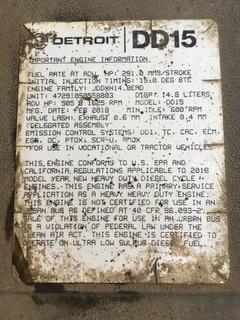 DETROIT DD15
IMPORTANT ENGINE INFORMATION
FUEL RATE AT ADV. HP: 291.0 MM3/STROKE
INITIAL INJECTION TIMING: 15.0 DEG BTC
ENGINE FAMILY: JDDXH14.8EAD
UNIT: 472910S0558803 DISP: 14.8 LITERS
ADV HP: 505 @ 1625 RPM MODEL: DD15
MFG. DATE: FEB 2018 MIN. IDLE: 600 RPM
VALVE LASH: EXHAUST 0.6 MM INTAKE 0.4 MM
*DELEGATED ASSEMBLY*
EMISSION CONTROL SYSTEMS: DDI, TC, CAC, ECM,
EGR, OC, PTOX, SCR-U, AMOX
*FOR USE IN VOCATIONAL OR TRACTOR VEHICLES*
THIS ENGINE CONFORMS TO U.S. EPA AND
CALIFORNIA REGULATIONS APPLICABLE TO 2018
MODEL YEAR NEW HEAVY DUTY DIESEL CYCLE
ENGINES. THIS ENGINE HAS A PRIMARY SERVICE
APPLICATION AS A HEAVY HEAVY DUTY ENGINE.
THIS ENGINE IS NOT CERTIFIED FOR USE IN AN
URBAN BUS AS DEFINED AT 40 CFR 86.093-2.
SALE OF THIS ENGINE FOR USE IN AN URBAN BUS
IS A VIOLATION OF FEDERAL LAW UNDER THE
CLEAN AIR ACT. THIS ENGINE IS CERTIFIED TO
OPERATE ON ULTRA LOW SULFUR DIESEL FUEL.